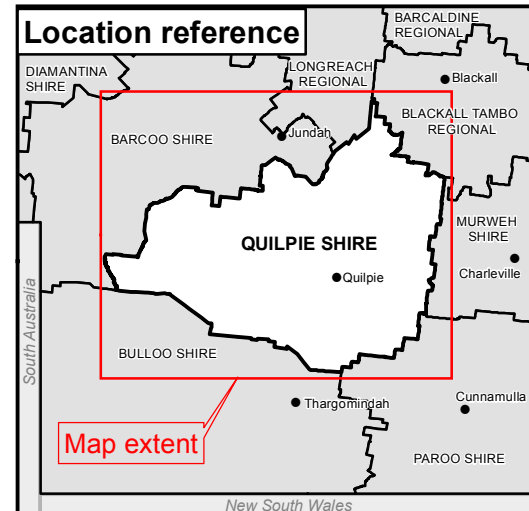 Location reference
BARCALDINE
REGIONAL
DIAMANTINA
SHIRE
LONGREACH
REGIONAL
Blackall
BLACKALL TAMBO
REGIONAL
BARCOO SHIRE
Jundah
MURWEH
SHIRE
QUILPIE SHIRE
Charleville
Quilpie
South Australia
BULLOO SHIRE
Thargomindah
Cunnamulla
Map extent
PAROO SHIRE
New South Wales